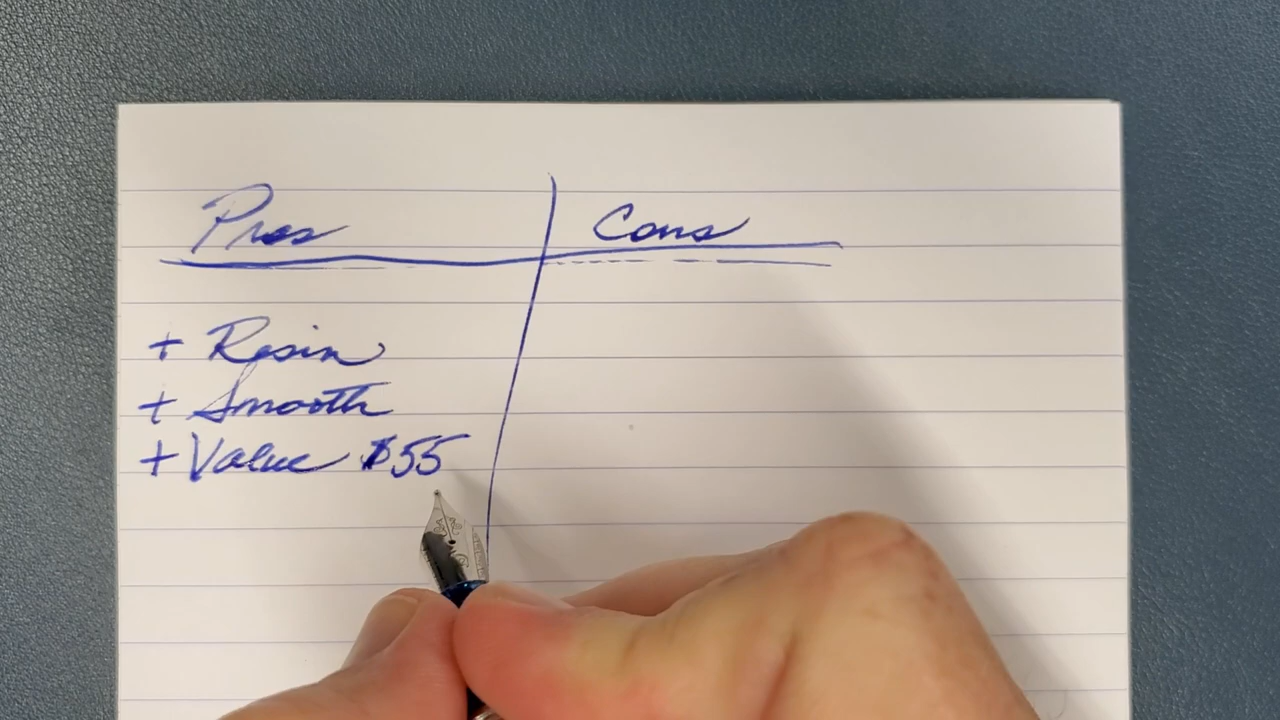 Pros
Cons
+ Resin
+ Smooth
+ Value $55